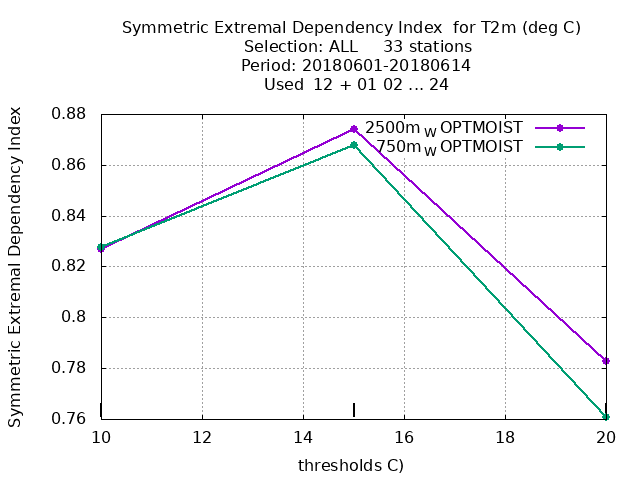 Symmetric Extremal Dependency Index  for T2m (deg C)
Selection: ALL     33 stations
Period: 20180601-20180614
Used  12 + 01 02 ... 24
Symmetric Extremal Dependency Index
0.88
0.86
0.84
0.82
0.8
0.78
0.76
2500m W OPTMOIST
750m W OPTMOIST
10 12 14 16 18 20
thresholds C)